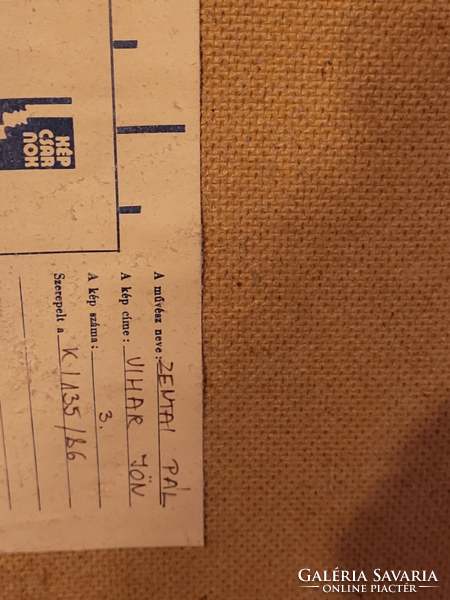 KÉP
CSAR
NOK
A művész neve: ZENTAI PÁL
A kép címe: VIHAR JÖN
A kép száma: 3.
Szerepelt a K/135/86
GALÉRIA SAVARIA
ONLINE PIACTÉR